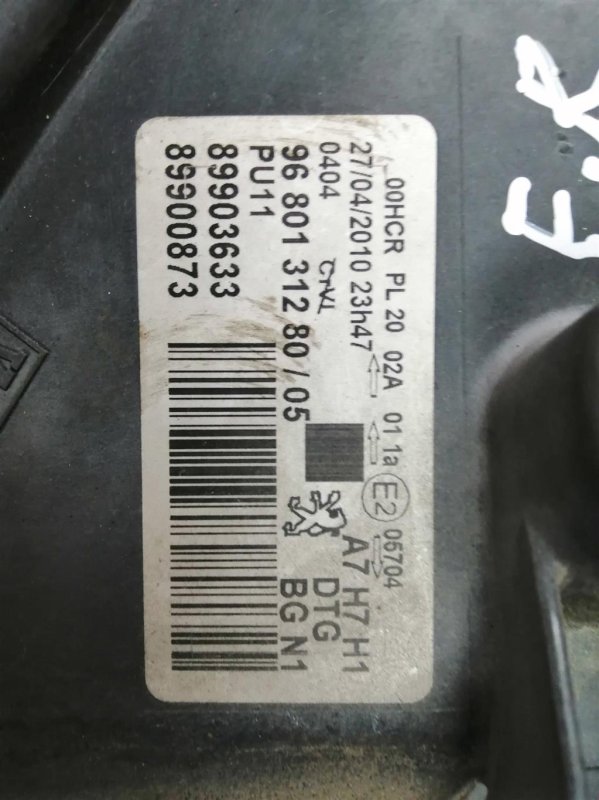 00HCR PL 20 02A 01 1a E2 05704
27/04/2010 23h47
0404 CTVL
A7 H7 H1
96 801 312 80/05
DTG
PU11
BG N1
89903633
89900873
E.R